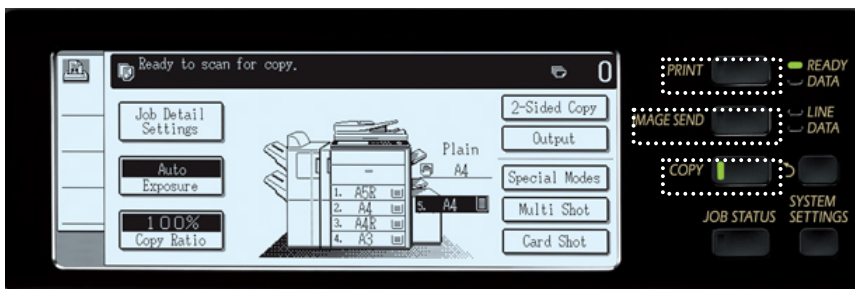 Ready to scan for copy.
0
Job Detail
Settings
Auto
Exposure
100%
Copy Ratio
Plain
A4
1. A5R
2. A4
3. A4R
4. A3
5. A4
2-Sided Copy
Output
Special Modes
Multi Shot
Card Shot
PRINT
READY
DATA
MAGE SEND
LINE
DATA
COPY
JOB STATUS
SYSTEM
SETTINGS